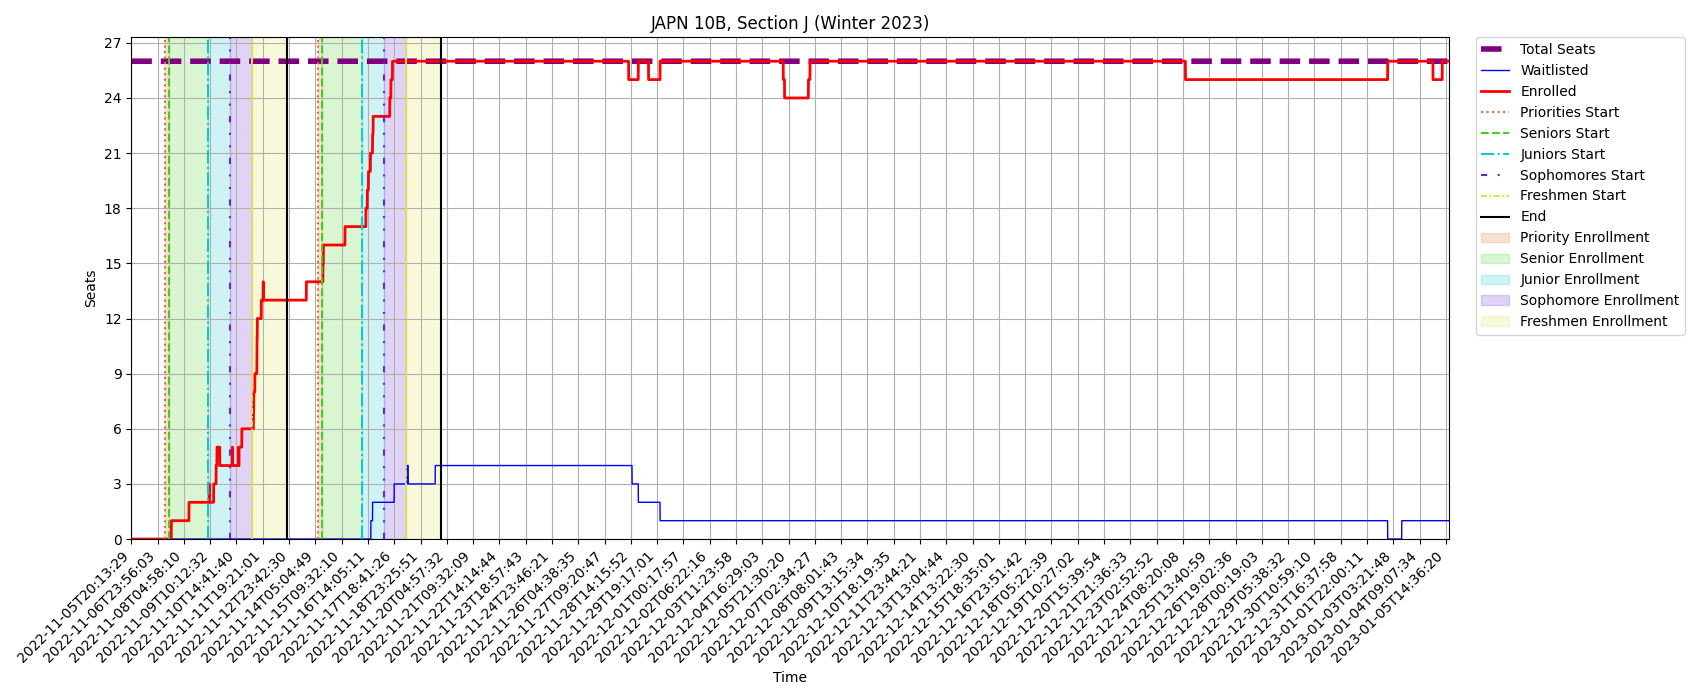 JAPN 10B, Section J (Winter 2023)
27
24
21
18
15
12
9
6
3
0
Seats
2022-11-05T20:13:29
2022-11-06T23:56:03
2022-11-08T04:58:10
2022-11-09T10:12:32
2022-11-10T14:41:40
2022-11-11T19:21:01
2022-11-12T23:42:30
2022-11-14T05:04:49
2022-11-15T09:32:10
2022-11-16T14:05:11
2022-11-17T18:41:26
2022-11-18T23:25:51
2022-11-20T04:57:32
2022-11-21T09:32:09
2022-11-22T14:14:44
2022-11-23T18:57:43
2022-11-24T23:46:21
2022-11-26T04:38:35
2022-11-27T09:20:47
2022-11-28T14:15:52
2022-11-29T19:17:01
2022-12-01T00:17:57
2022-12-02T06:22:16
2022-12-03T11:23:58
2022-12-04T16:29:03
2022-12-05T21:30:20
2022-12-07T02:34:27
2022-12-08T08:01:43
2022-12-09T13:15:34
2022-12-10T18:19:35
2022-12-11T23:44:21
2022-12-13T13:04:44
2022-12-14T13:22:30
2022-12-15T18:35:01
2022-12-16T23:51:42
2022-12-18T05:22:39
2022-12-19T10:27:02
2022-12-20T15:39:54
2022-12-21T21:36:33
2022-12-23T02:52:52
2022-12-24T08:20:08
2022-12-25T13:40:59
2022-12-26T19:02:36
2022-12-28T00:19:03
2022-12-29T05:38:32
2022-12-30T10:59:10
2022-12-31T16:37:58
2023-01-01T22:00:11
2023-01-03T03:21:48
2023-01-04T09:07:34
2023-01-05T14:36:20
Time
Total Seats
Waitlisted
Enrolled
Priorities Start
Seniors Start
Juniors Start
Sophomores Start
Freshmen Start
End
Priority Enrollment
Senior Enrollment
Junior Enrollment
Sophomore Enrollment
Freshmen Enrollment